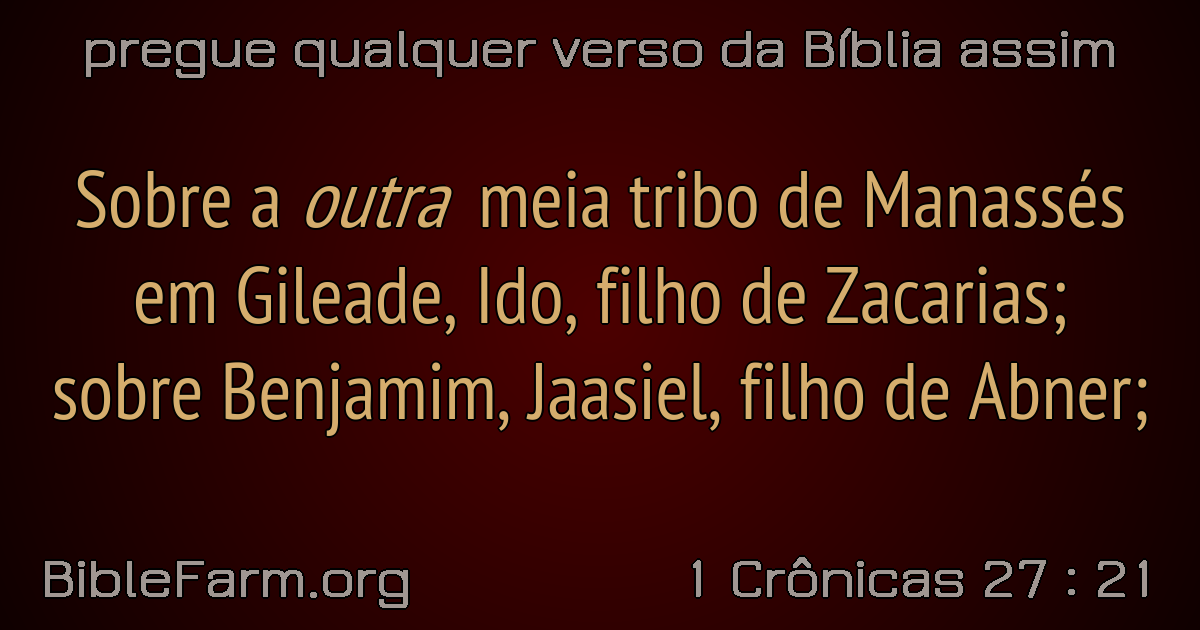 pregue qualquer verso da Bíblia assim
Sobre a outra meia tribo de Manassés
em Gileade, Ido, filho de Zacarias;
sobre Benjamim, Jaasiel, filho de Abner;
BibleFarm.org
1 Crônicas 27 : 21